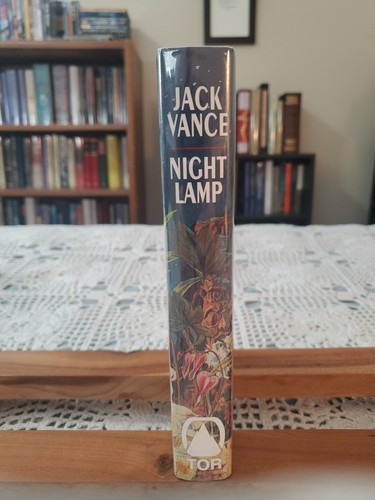 JACK
VANCE
NIGHT
LAMP
TOR